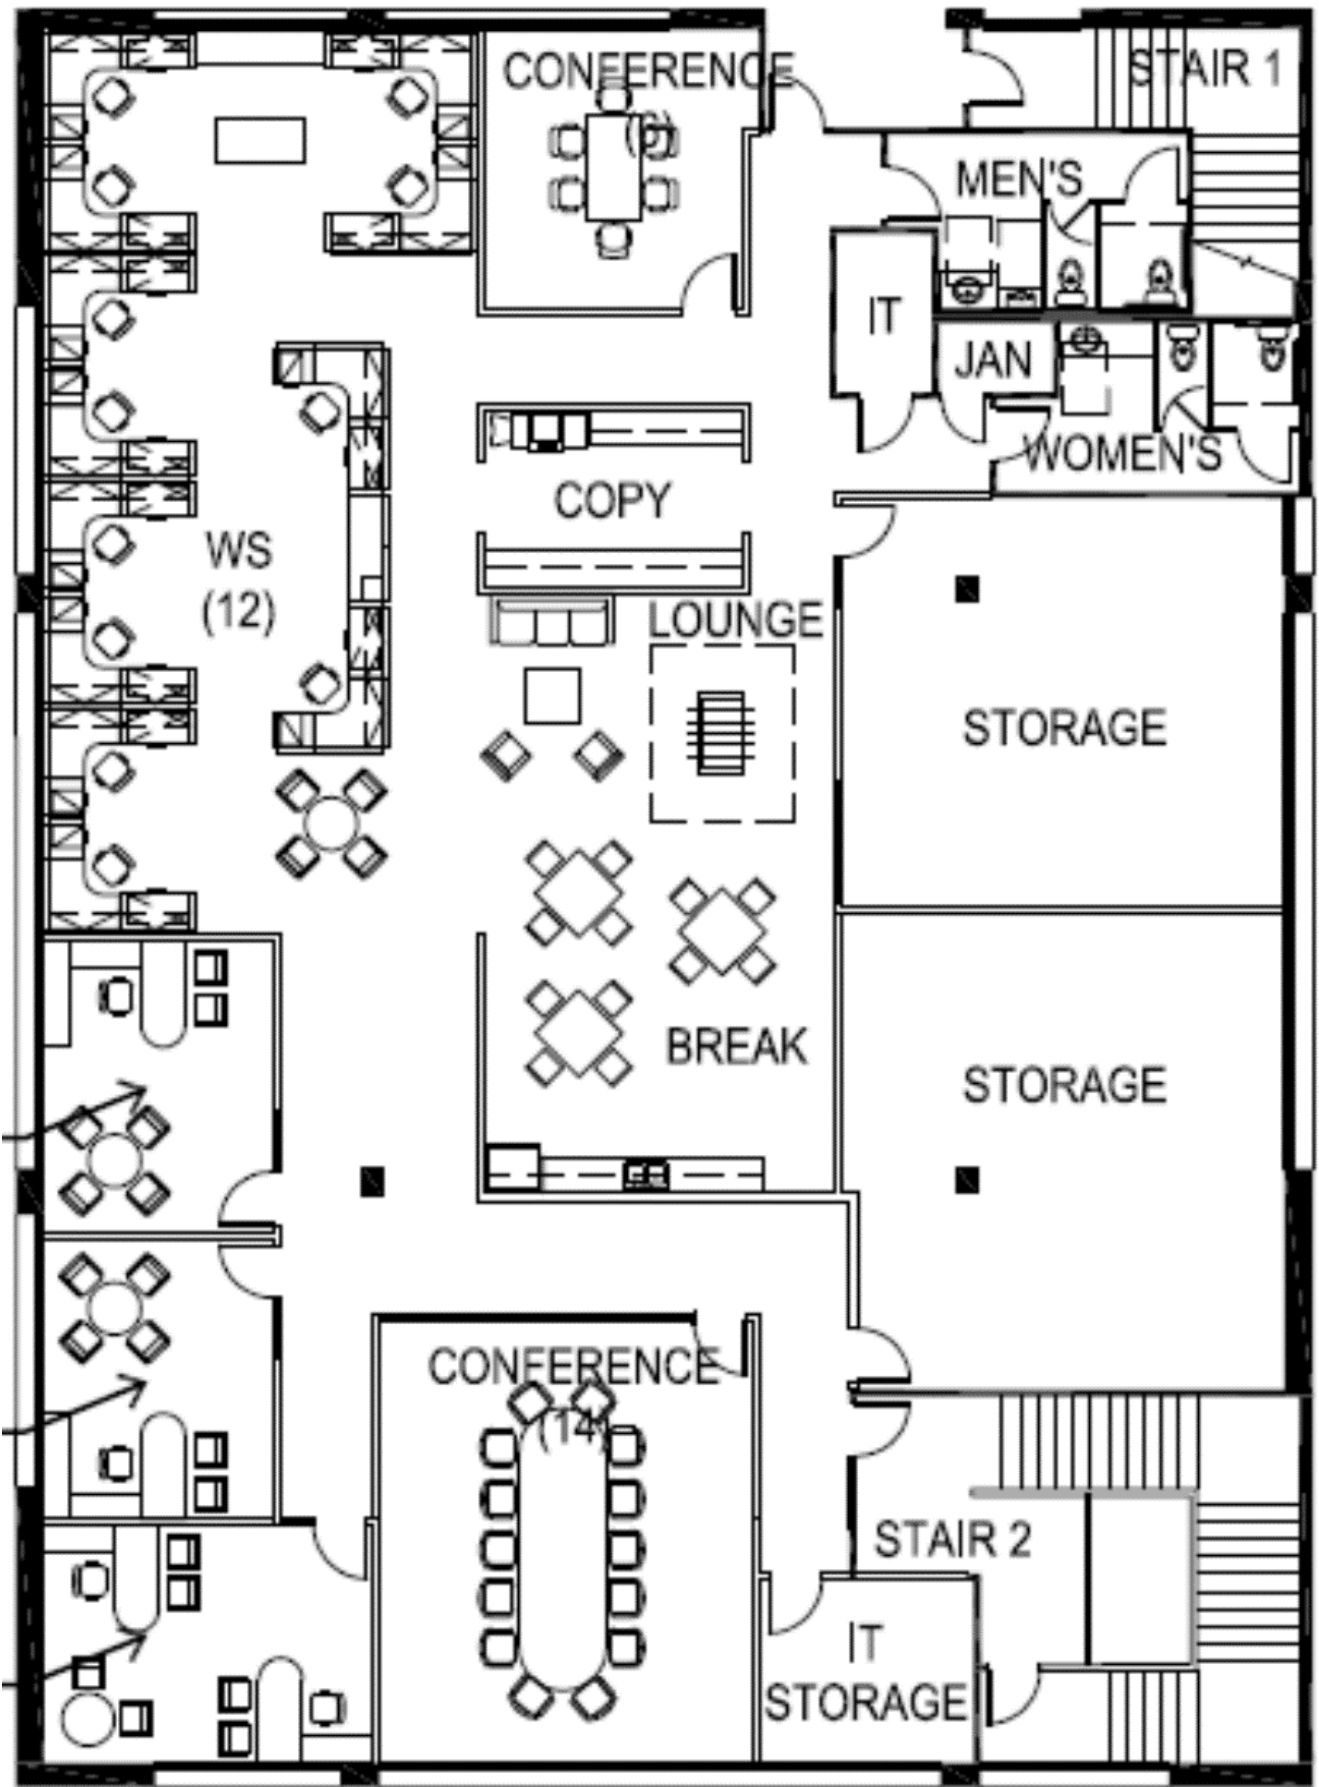 CONFERENCE
(6)
STAIR 1
MEN'S
IT
JAN
WOMEN'S
COPY
WS
(12)
LOUNGE
STORAGE
BREAK
STORAGE
CONFERENCE
(14)
STAIR 2
IT
STORAGE